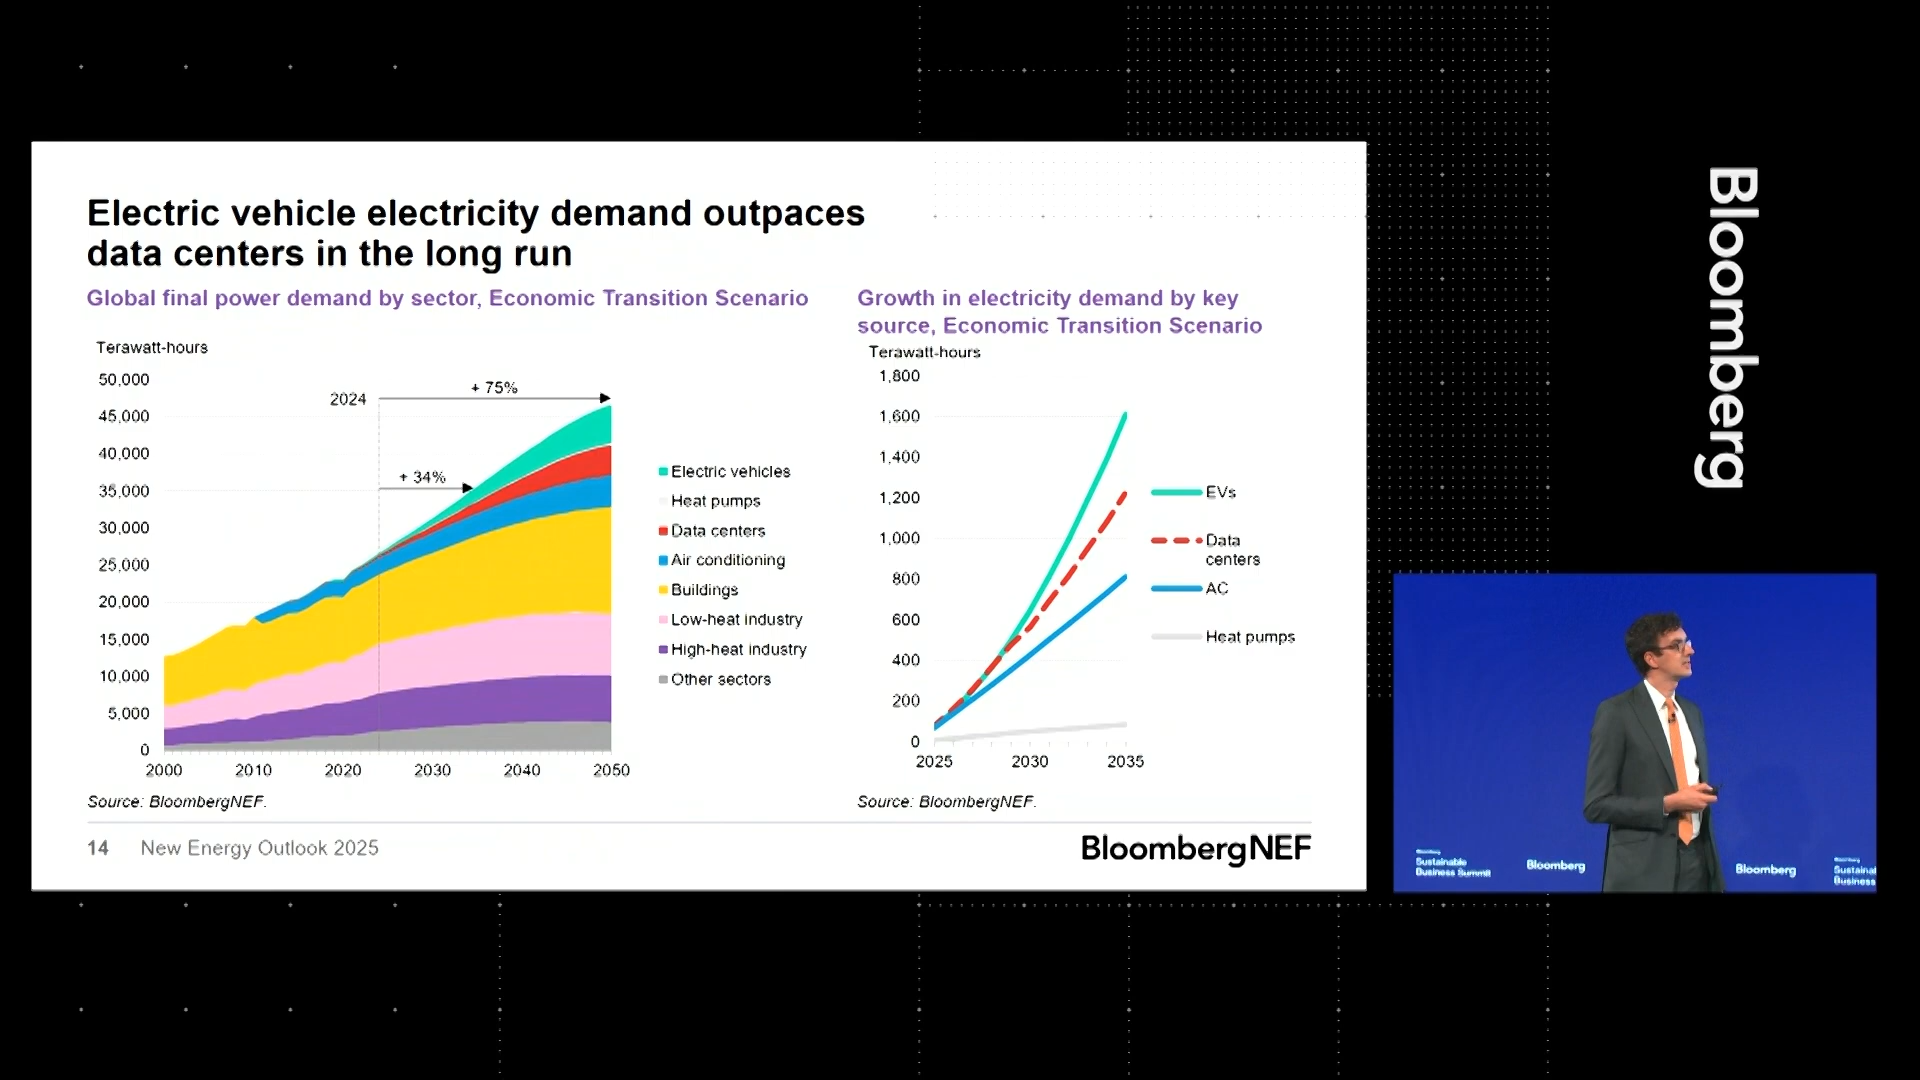 Electric vehicle electricity demand outpaces
data centers in the long run
Global final power demand by sector, Economic Transition Scenario
Terawatt-hours
50,000
45,000
40,000
35,000
30,000
25,000
20,000
15,000
10,000
5,000
0
2024
+ 75%
+ 34%
2000 2010 2020 2030 2040 2050
Electric vehicles
Heat pumps
Data centers
Air conditioning
Buildings
Low-heat industry
High-heat industry
Other sectors
Source: BloombergNEF.
Growth in electricity demand by key
source, Economic Transition Scenario
Terawatt-hours
1,800
1,600
1,400
1,200
1,000
800
600
400
200
0
2025 2030 2035
EVs
Data
centers
AC
Heat pumps
Source: BloombergNEF.
14 New Energy Outlook 2025
BloombergNEF
Bloomberg
Bloomberg
Sustainable
Business Summit
Bloomberg
Bloomberg